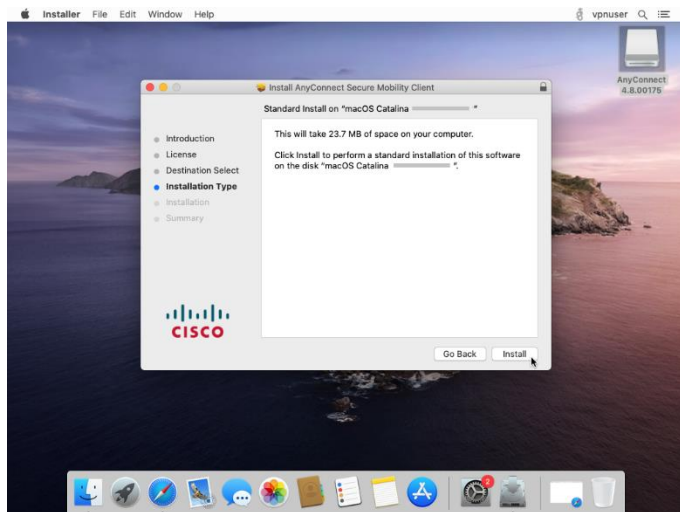 Installer File Edit Window Help
vpnuser
AnyConnect
4.8.00175
Install AnyConnect Secure Mobility Client
Standard Install on "macOS Catalina "
Introduction
License
Destination Select
Installation Type
Installation
Summary
This will take 23.7 MB of space on your computer.
Click Install to perform a standard installation of this software
on the disk "macOS Catalina ".
CISCO
Go Back Install
2